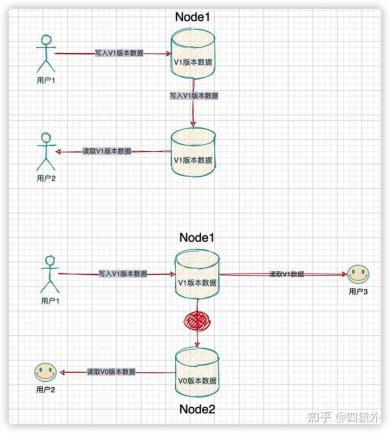 Node1
写入V1版本数据
V1版本数据
用户1
写入V1版本数据
读取V1版本数据
V1版本数据
用户2
Node1
写入V1版本数据
V1版本数据
读取V1数据
用户1
用户3
读取V0版本数据
V0版本数据
用户2
Node2
知乎 @四猿外